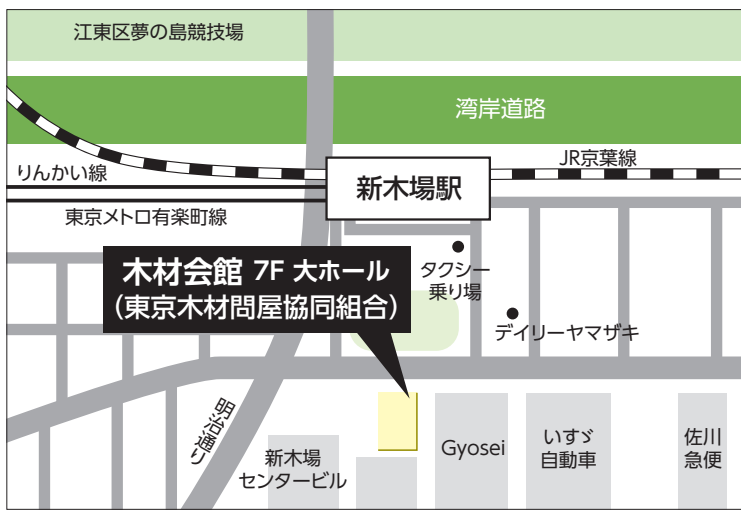 江東区夢の島競技場
湾岸道路
JR京葉線
りんかい線
新木場駅
東京メトロ有楽町線
木材会館 7F 大ホール
(東京木材問屋協同組合)
タクシー
乗り場
デイリーヤマザキ
明治通り
新木場
センタービル
Gyosei
いすゞ
自動車
佐川
急便